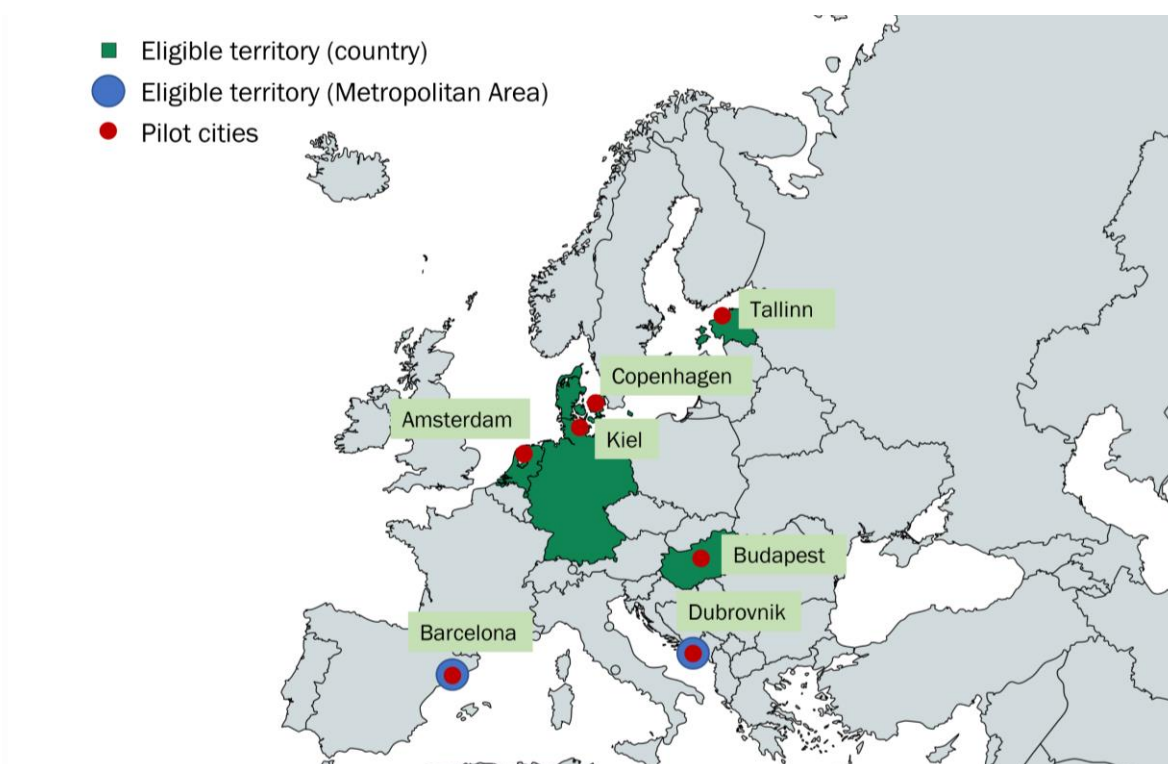 Eligible territory (country)
Eligible territory (Metropolitan Area)
Pilot cities
Tallinn
Copenhagen
Amsterdam
Kiel
Budapest
Dubrovnik
Barcelona